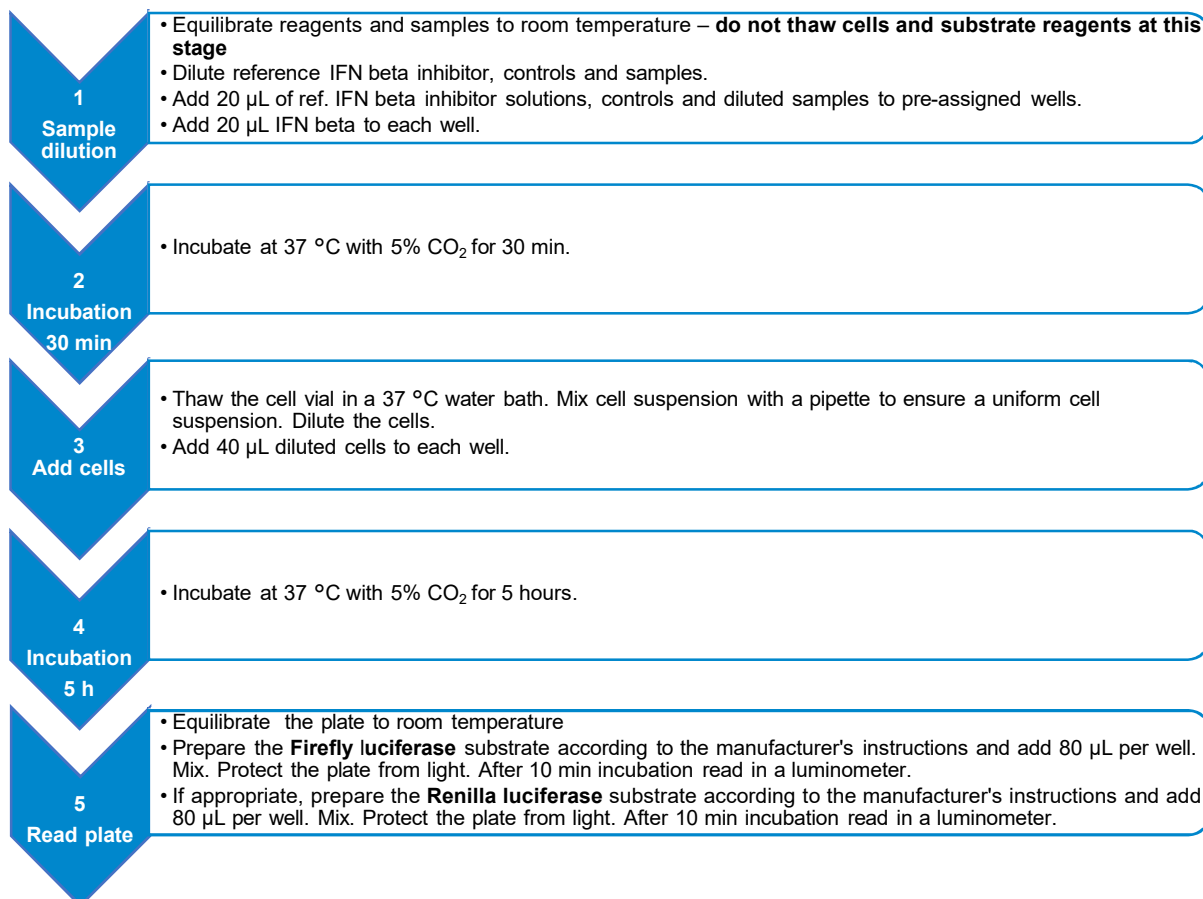 1
Sample
dilution
• Equilibrate reagents and samples to room temperature – do not thaw cells and substrate reagents at this
stage
• Dilute reference IFN beta inhibitor, controls and samples.
• Add 20 µL of ref. IFN beta inhibitor solutions, controls and diluted samples to pre-assigned wells.
• Add 20 µL IFN beta to each well.
2
Incubation
30 min
• Incubate at 37 °C with 5% CO₂ for 30 min.
3
Add cells
• Thaw the cell vial in a 37 °C water bath. Mix cell suspension with a pipette to ensure a uniform cell
suspension. Dilute the cells.
• Add 40 µL diluted cells to each well.
4
Incubation
5 h
• Incubate at 37 °C with 5% CO₂ for 5 hours.
5
Read plate
• Equilibrate the plate to room temperature
• Prepare the Firefly luciferase substrate according to the manufacturer's instructions and add 80 µL per well.
Mix. Protect the plate from light. After 10 min incubation read in a luminometer.
• If appropriate, prepare the Renilla luciferase substrate according to the manufacturer's instructions and add
80 µL per well. Mix. Protect the plate from light. After 10 min incubation read in a luminometer.